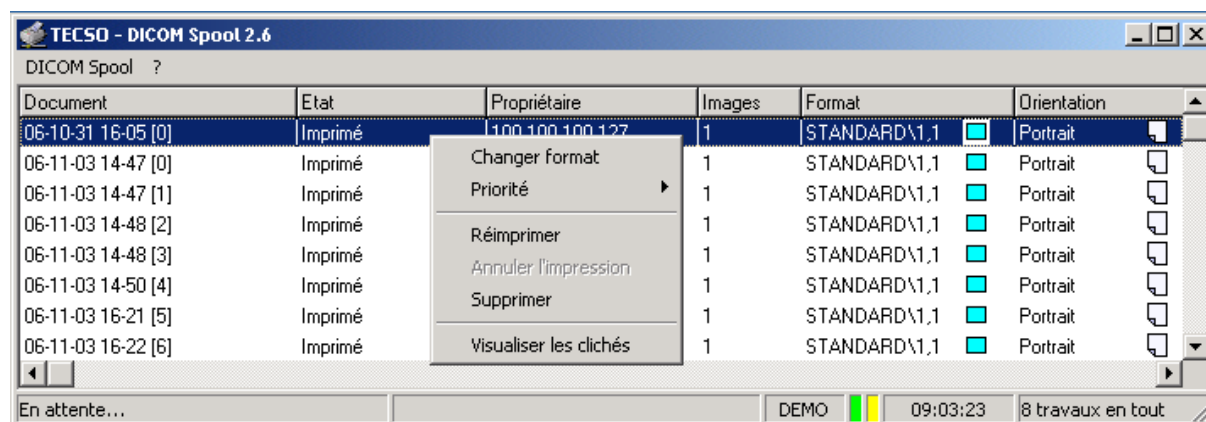 TECSO - DICOM Spool 2.6
DICOM Spool ?
Document Etat Propriétaire Images Format Orientation
06-10-31 16-05 [0] Imprimé 100.100.100.127 1 STANDARD\1,1 Portrait
06-11-03 14-47 [0] Imprimé Changer format 1 STANDARD\1,1 Portrait
06-11-03 14-47 [1] Imprimé Priorité 1 STANDARD\1,1 Portrait
06-11-03 14-48 [2] Imprimé Réimprimer 1 STANDARD\1,1 Portrait
06-11-03 14-48 [3] Imprimé Annuler l'impression 1 STANDARD\1,1 Portrait
06-11-03 14-50 [4] Imprimé Supprimer 1 STANDARD\1,1 Portrait
06-11-03 16-21 [5] Imprimé 1 STANDARD\1,1 Portrait
06-11-03 16-22 [6] Imprimé Visualiser les clichés 1 STANDARD\1,1 Portrait
En attente... DEMO 09:03:23 8 travaux en tout